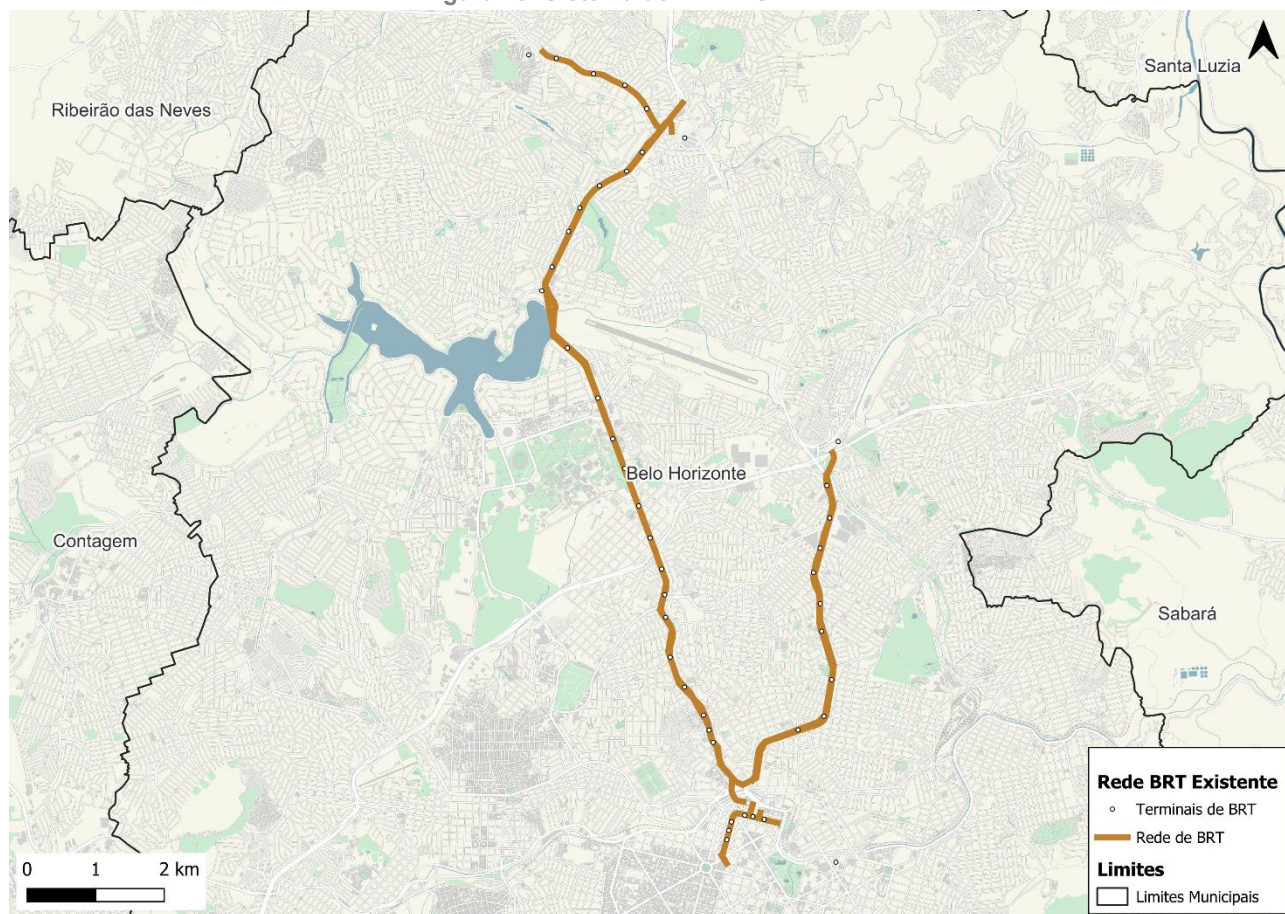 Ribeirão das Neves
Santa Luzia
Belo Horizonte
Contagem
Sabará
0 1 2 km
Rede BRT Existente
Terminais de BRT
Rede de BRT
Limites
Limites Municipais